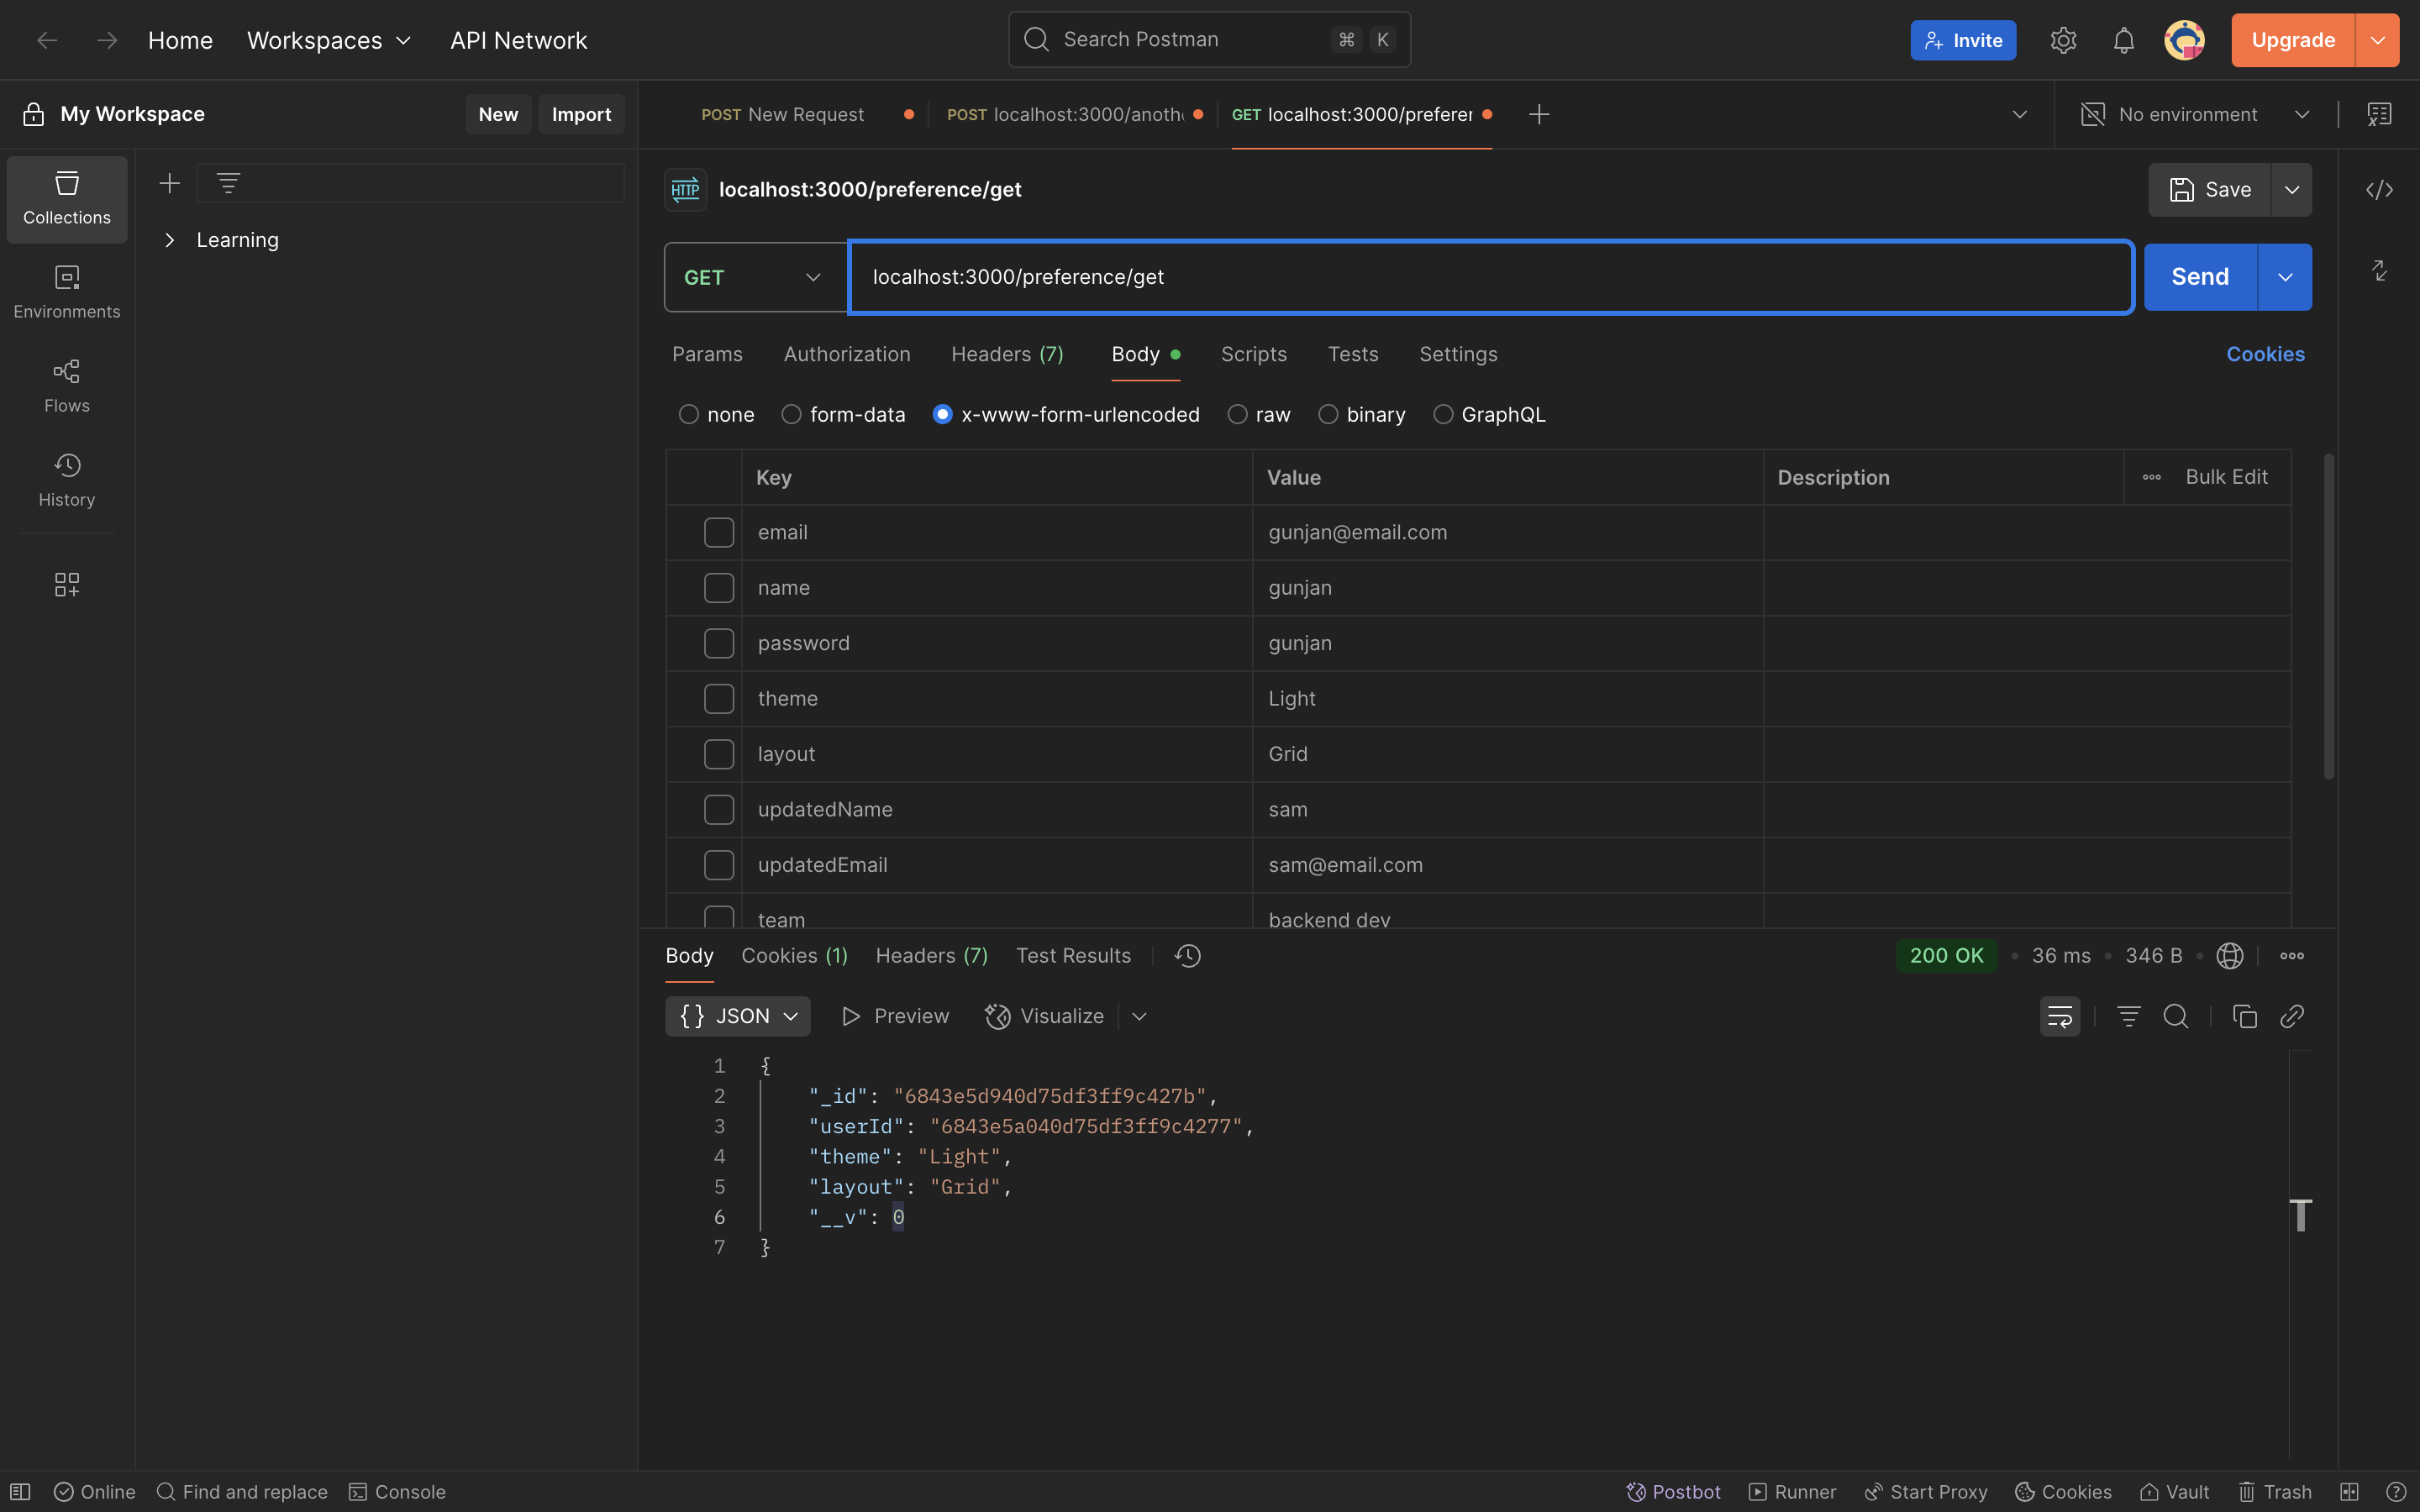 Home Workspaces API Network Search Postman ⌘ K Invite Upgrade
My Workspace New Import POST New Request POST localhost:3000/anoth GET localhost:3000/prefere No environment
HTTP localhost:3000/preference/get Save
Collections
Learning
GET localhost:3000/preference/get Send
Environments
Params Authorization Headers (7) Body Scripts Tests Settings Cookies
Flows
none form-data x-www-form-urlencoded raw binary GraphQL
History
Key Value Description Bulk Edit
email gunjan@email.com
name gunjan
password gunjan
theme Light
layout Grid
updatedName sam
updatedEmail sam@email.com
team backend dev
Body Cookies (1) Headers (7) Test Results 200 OK • 36 ms • 346 B
{} JSON Preview Visualize
1 {
2 "_id": "6843e5d940d75df3ff9c427b",
3 "userId": "6843e5a040d75df3ff9c4277",
4 "theme": "Light",
5 "layout": "Grid",
6 "__v": 0
7 }
Online Find and replace Console Postbot Runner Start Proxy Cookies Vault Trash